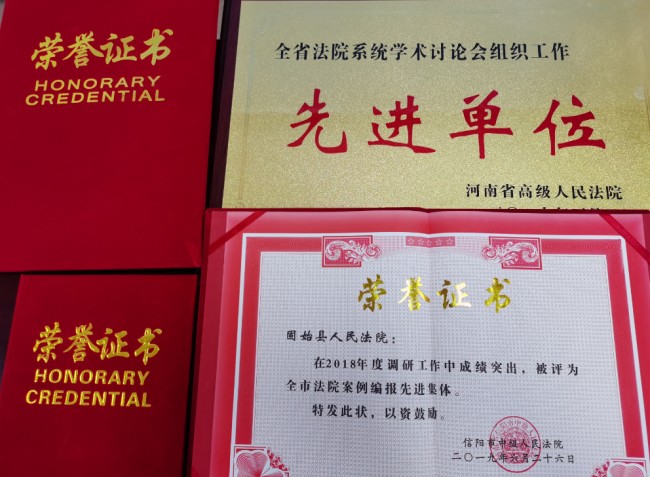 荣誉证书
HONORARY
CREDENTIAL
全省法院系统学术讨论会组织工作
先进单位
河南省高级人民法院
荣誉证书
HONORARY
CREDENTIAL
荣誉证书
固始县人民法院:
在2018年度调研工作中成绩突出,被评为
全市法院案例编报先进集体。
特发此状,以资鼓励。
信阳市中级人民法院
二〇一九年六月二十六日